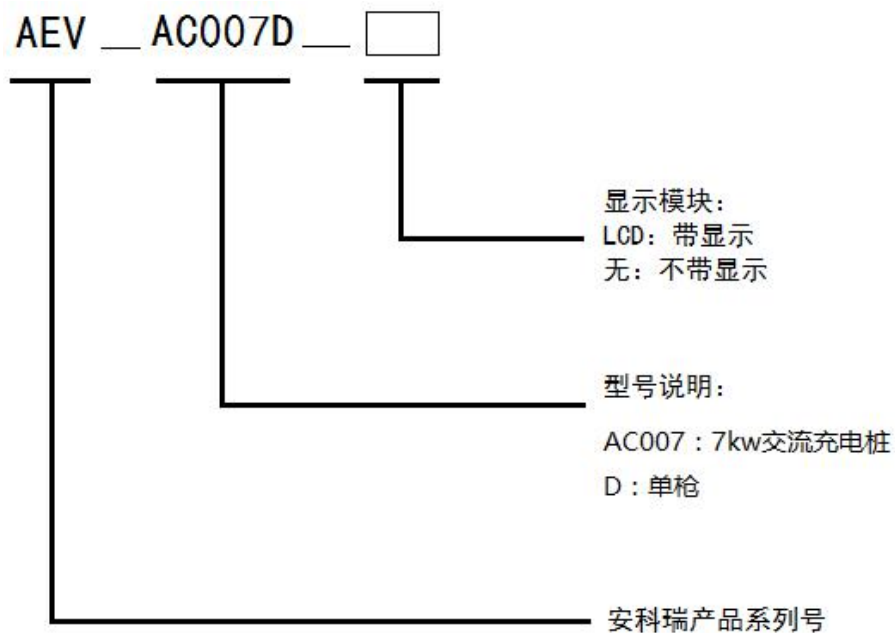 AEV — AC007D — □
显示模块：
LCD：带显示
无：不带显示
型号说明：
AC007：7kw交流充电桩
D：单枪
安科瑞产品系列号